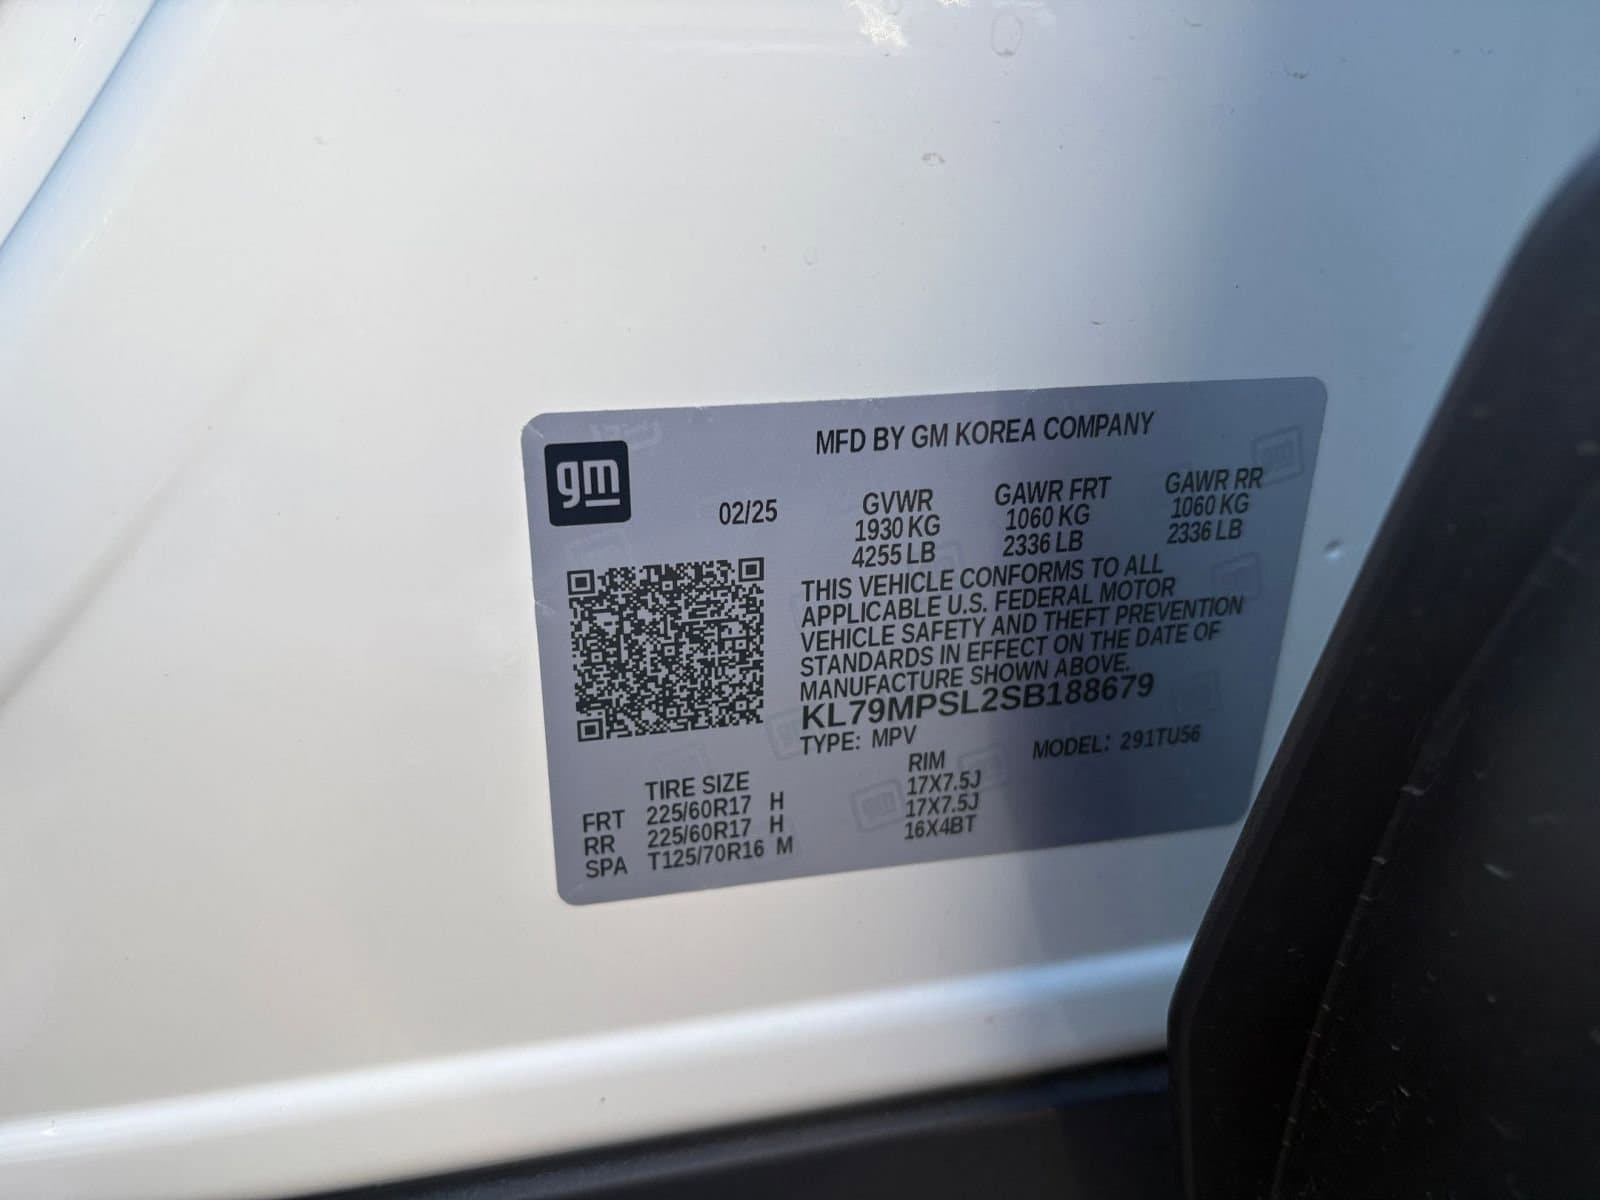 gm
MFD BY GM KOREA COMPANY
02/25
GVWR GAWR FRT GAWR RR
1930 KG 1060 KG 1060 KG
4255 LB 2336 LB 2336 LB
THIS VEHICLE CONFORMS TO ALL
APPLICABLE U.S. FEDERAL MOTOR
VEHICLE SAFETY AND THEFT PREVENTION
STANDARDS IN EFFECT ON THE DATE OF
MANUFACTURE SHOWN ABOVE.
KL79MPSL2SB188679
TYPE: MPV MODEL: 291TU56
TIRE SIZE RIM
FRT 225/60R17 H 17X7.5J
RR 225/60R17 H 17X7.5J
SPA T125/70R16 M 16X4BT